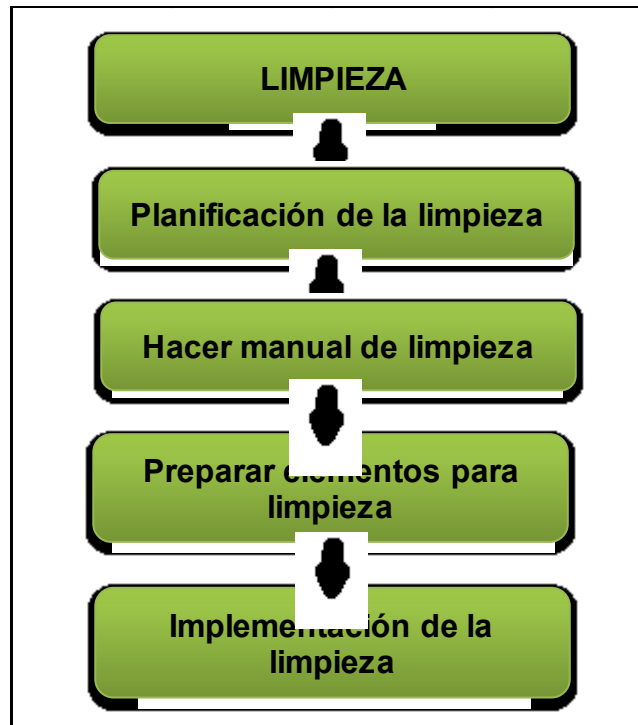 LIMPIEZA
Planificación de la limpieza
Hacer manual de limpieza
Preparar elementos para
limpieza
Implementación de la
limpieza